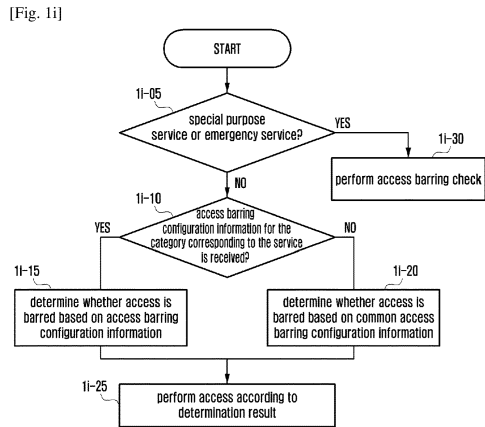 [Fig. 1i]
START
1i-05
special purpose
service or emergency service?
YES
1i-30
perform access barring check
NO
1i-10
access barring
configuration information for the
category corresponding to the service
is received?
YES
NO
1i-15
determine whether access is
barred based on access barring
configuration information
1i-20
determine whether access is
barred based on common access
barring configuration information
1i-25
perform access according to
determination result